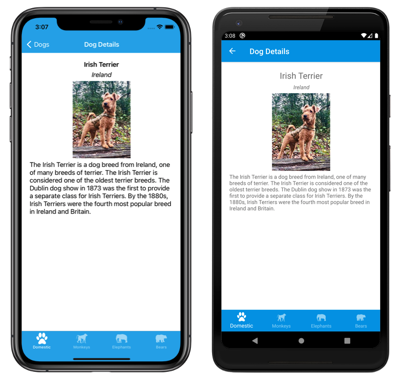 3:07
Dogs
Dog Details
Irish Terrier
Ireland
The Irish Terrier is a dog breed from Ireland, one
of many breeds of terrier. The Irish Terrier is
considered one of the oldest terrier breeds. The
Dublin dog show in 1873 was the first to provide
a separate class for Irish Terriers. By the 1880s,
Irish Terriers were the fourth most popular breed
in Ireland and Britain.
Domestic Monkeys Elephants Bears
3:08
Dog Details
Irish Terrier
Ireland
The Irish Terrier is a dog breed from Ireland, one of many
breeds of terrier. The Irish Terrier is considered one of the
oldest terrier breeds. The Dublin dog show in 1873 was the
first to provide a separate class for Irish Terriers. By the
1880s, Irish Terriers were the fourth most popular breed in
Ireland and Britain.
Domestic Monkeys Elephants Bears